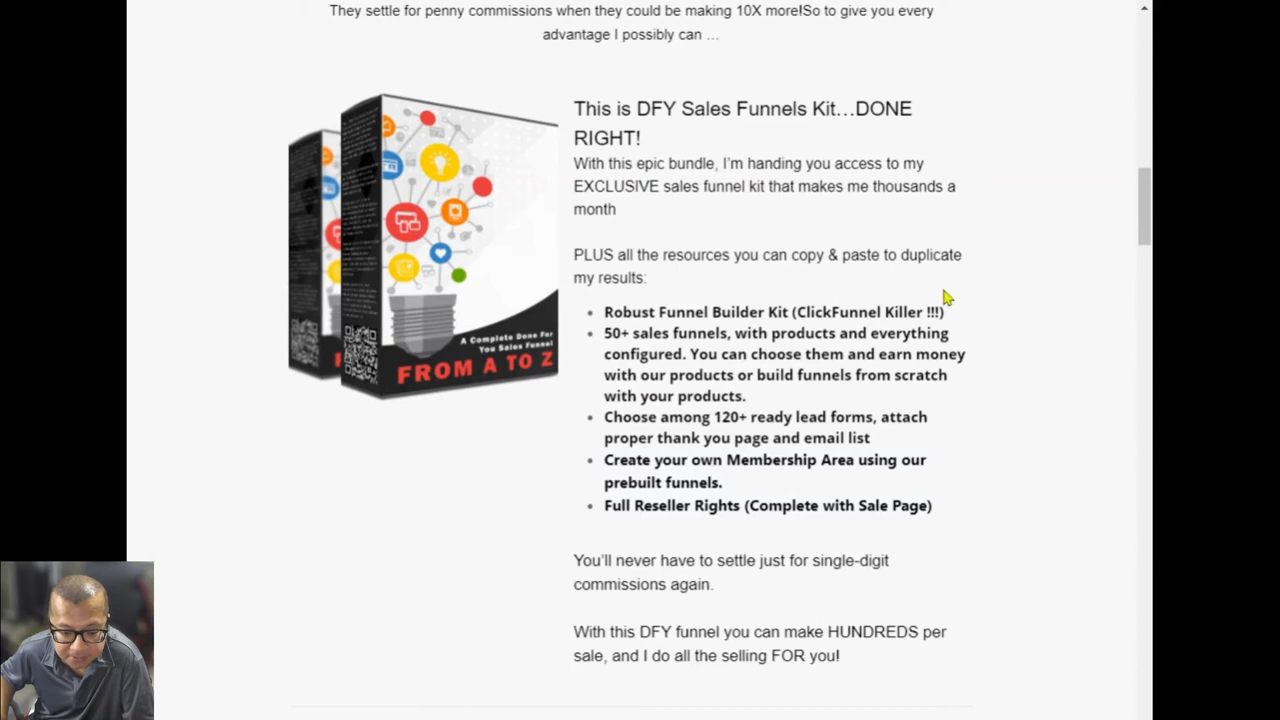 They settle for penny commissions when they could be making 10X more!So to give you every
advantage I possibly can ...
This is DFY Sales Funnels Kit…DONE
RIGHT!
With this epic bundle, I'm handing you access to my
EXCLUSIVE sales funnel kit that makes me thousands a
month
PLUS all the resources you can copy & paste to duplicate
my results:
Robust Funnel Builder Kit (ClickFunnel Killer !!!)
50+ sales funnels, with products and everything
configured. You can choose them and earn money
with our products or build funnels from scratch
with your products.
Choose among 120+ ready lead forms, attach
proper thank you page and email list
Create your own Membership Area using our
prebuilt funnels.
Full Reseller Rights (Complete with Sale Page)
You'll never have to settle just for single-digit
commissions again.
With this DFY funnel you can make HUNDREDS per
sale, and I do all the selling FOR you!
A Complete Done For
You Sales Funnel
FROM A TO Z